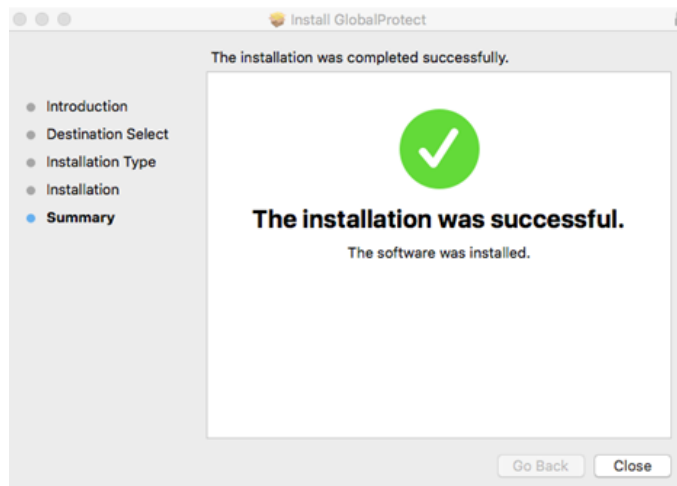 Install GlobalProtect
The installation was completed successfully.
Introduction
Destination Select
Installation Type
Installation
Summary
The installation was successful.
The software was installed.
Go Back
Close